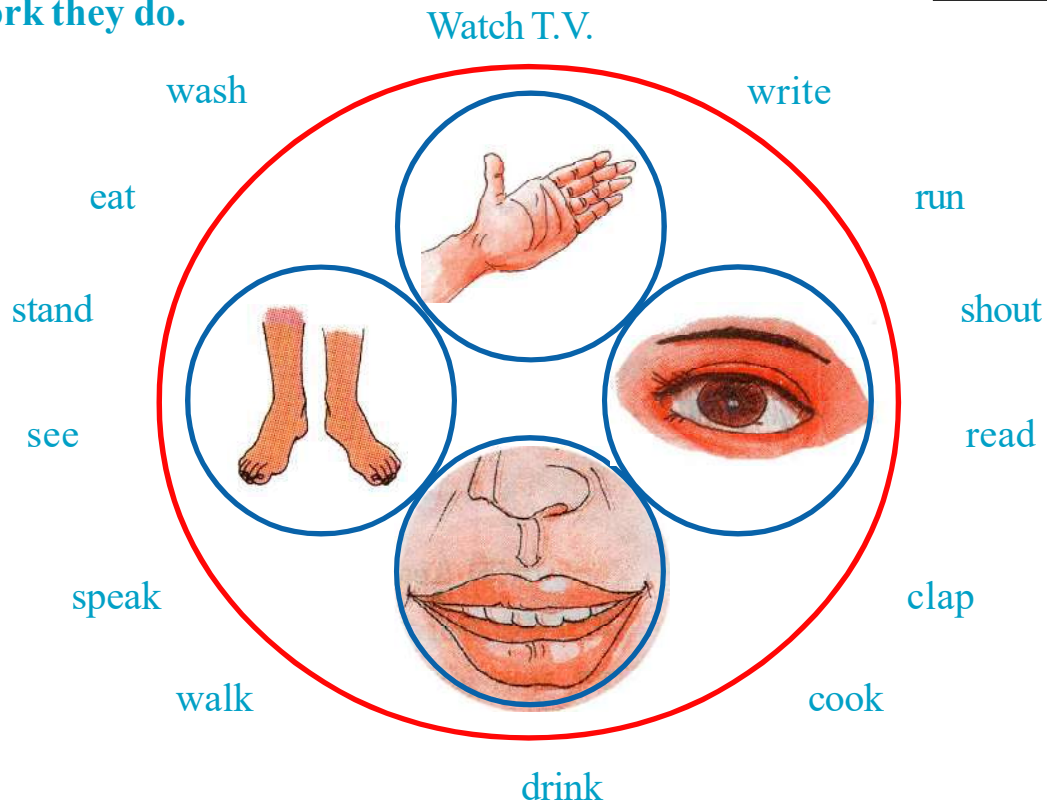 ork they do.
Watch T.V.
wash
write
eat
run
stand
shout
see
read
speak
clap
walk
cook
drink